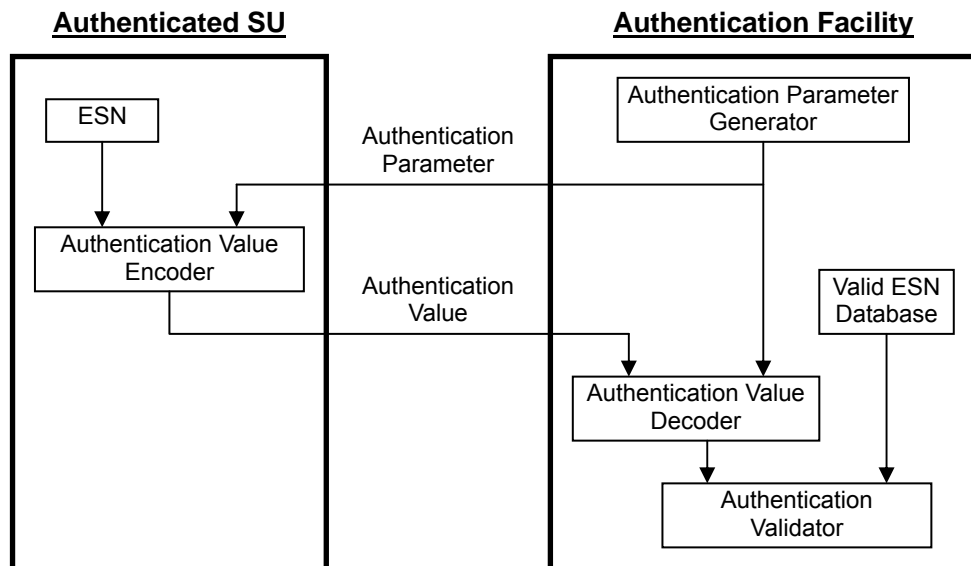 Authenticated SU
Authentication Facility
ESN
Authentication Parameter
Generator
Authentication
Parameter
Authentication Value
Encoder
Authentication
Value
Valid ESN
Database
Authentication Value
Decoder
Authentication
Validator